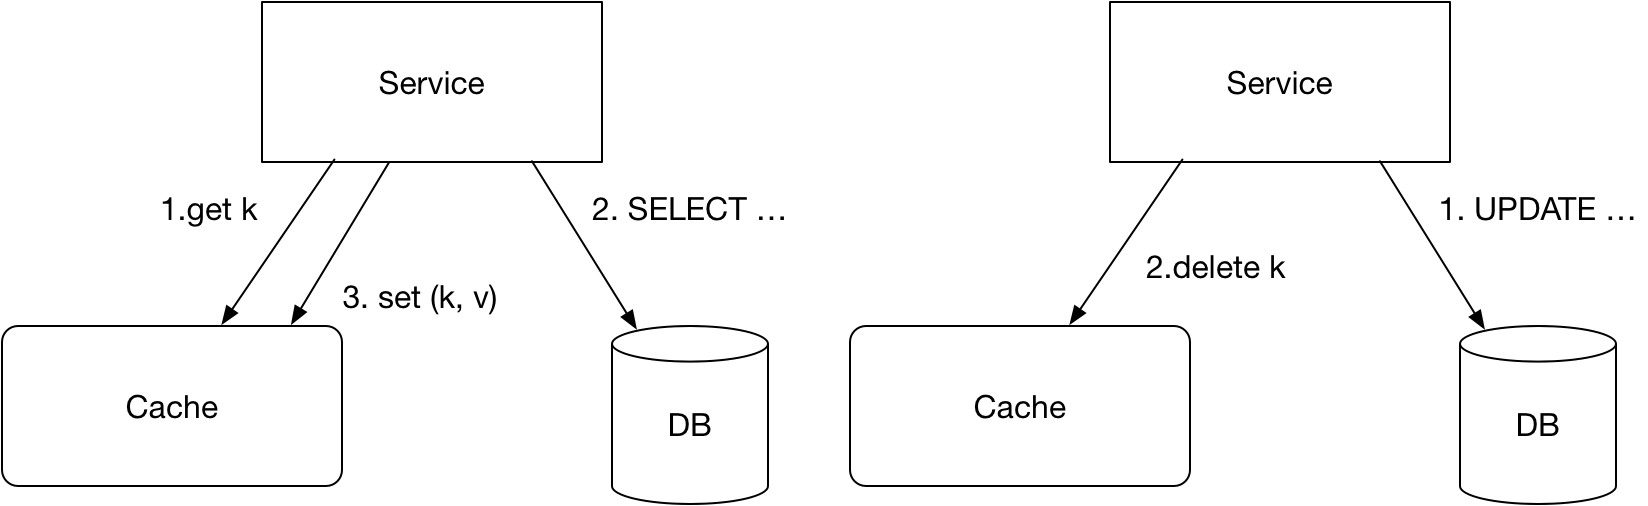 Service
1.get k
2. SELECT …
3. set (k, v)
Cache
DB
Service
1. UPDATE …
2.delete k
Cache
DB